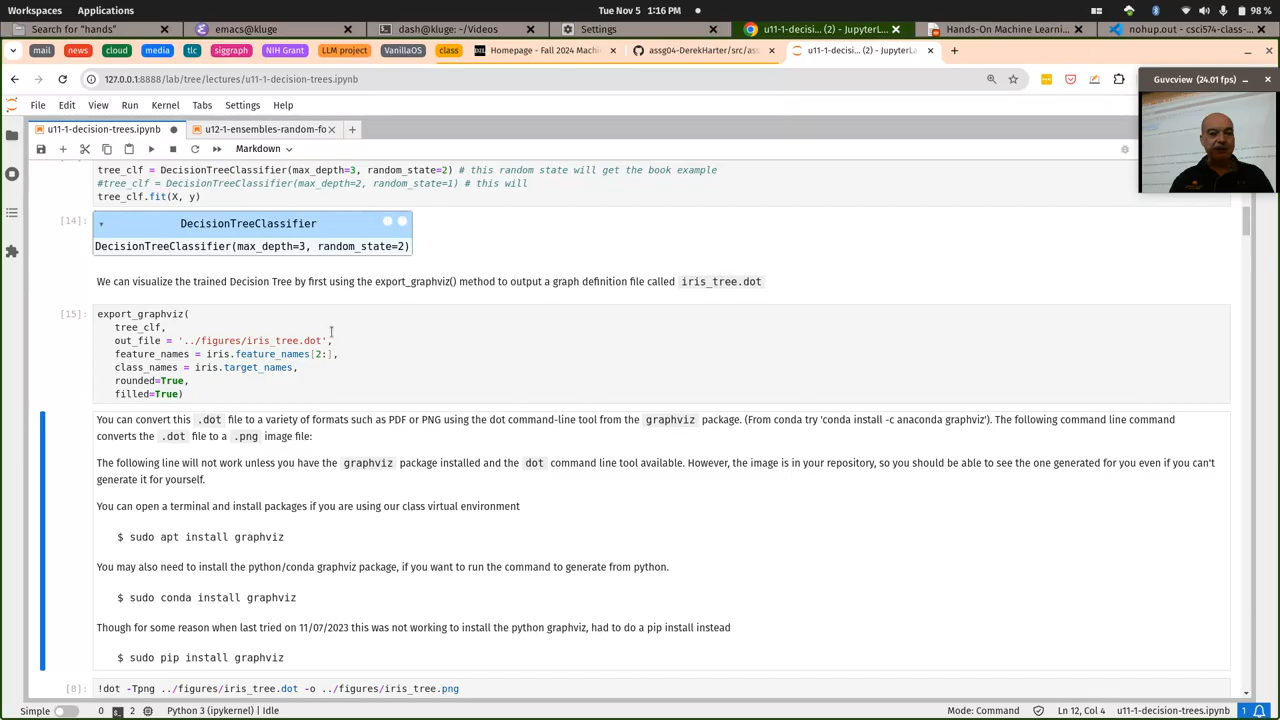 Workspaces Applications Tue Nov 5 1:16 PM 98 %
Search for "hands" emacs@kluge dash@kluge: ~/Videos Settings u11-1-decisi... (2) - JupyterL... Hands-On Machine Learning... nohup.out - csci574-class-...
mail news cloud media tlc siggraph NIH Grant LLM project VanillaOS class Homepage - Fall 2024 Machin assg04-DerekHarter/src/ass u11-1-decisi... (2) - JupyterL
127.0.0.1:8888/lab/tree/lectures/u11-1-decision-trees.ipynb
Guvcview (24.01 fps)
File Edit View Run Kernel Tabs Settings Help
u11-1-decision-trees.ipynb u12-1-ensembles-random-fo
Markdown
tree_clf = DecisionTreeClassifier(max_depth=3, random_state=2) # this random state will get the book example
#tree_clf = DecisionTreeClassifier(max_depth=2, random_state=1) # this will
tree_clf.fit(X, y)
[14]: DecisionTreeClassifier
DecisionTreeClassifier(max_depth=3, random_state=2)
We can visualize the trained Decision Tree by first using the export_graphviz() method to output a graph definition file called iris_tree.dot
[15]: export_graphviz(
tree_clf,
out_file = '../figures/iris_tree.dot',
feature_names = iris.feature_names[2:],
class_names = iris.target_names,
rounded=True,
filled=True)
You can convert this .dot file to a variety of formats such as PDF or PNG using the dot command-line tool from the graphviz package. (From conda try 'conda install -c anaconda graphviz'). The following command line command
converts the .dot file to a .png image file:
The following line will not work unless you have the graphviz package installed and the dot command line tool available. However, the image is in your repository, so you should be able to see the one generated for you even if you can't
generate it for yourself.
You can open a terminal and install packages if you are using our class virtual environment
$ sudo apt install graphviz
You may also need to install the python/conda graphviz package, if you want to run the command to generate from python.
$ sudo conda install graphviz
Though for some reason when last tried on 11/07/2023 this was not working to install the python graphviz, had to do a pip install instead
$ sudo pip install graphviz
[8]: !dot -Tpng ../figures/iris_tree.dot -o ../figures/iris_tree.png
Simple 0 2 Python 3 (ipykernel) | Idle Mode: Command Ln 12, Col 4 u11-1-decision-trees.ipynb 1